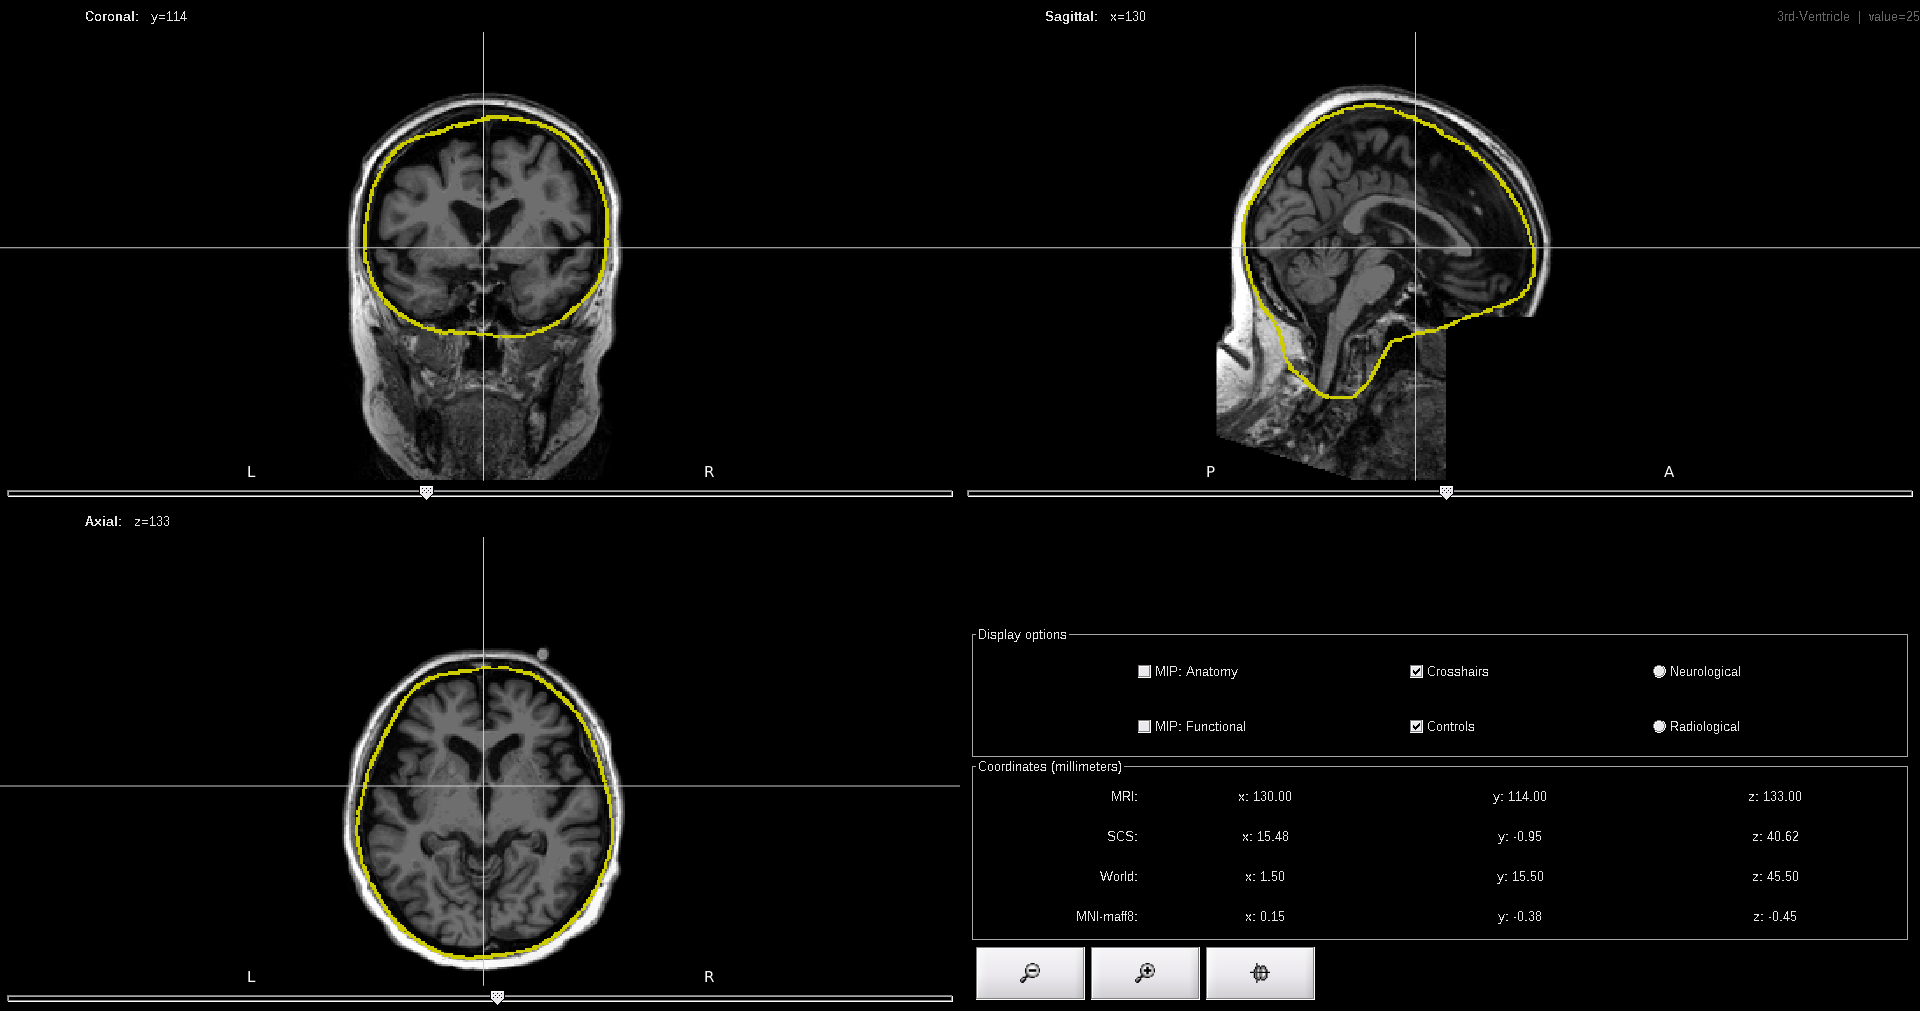 Coronal: y=114
Sagittal: x=130
3rd-Ventricle | value=25
L R
P A
Axial: z=133
L R
Display options
MIP: Anatomy Crosshairs Neurological
MIP: Functional Controls Radiological
Coordinates (millimeters)
MRI: x: 130.00 y: 114.00 z: 133.00
SCS: x: 15.48 y: -0.95 z: 40.62
World: x: 1.50 y: 15.50 z: 45.50
MNI-maff8: x: 0.15 y: -0.38 z: -0.45